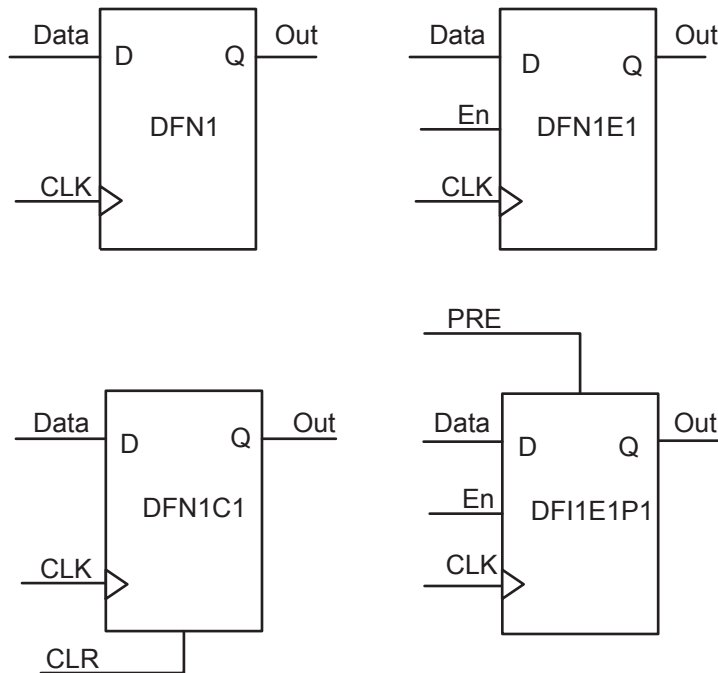 Data
D
Q
Out
DFN1
CLK
Data
D
Q
Out
En
DFN1E1
CLK
Data
D
Q
Out
DFN1C1
CLK
CLR
PRE
Data
D
Q
Out
En
DFI1E1P1
CLK